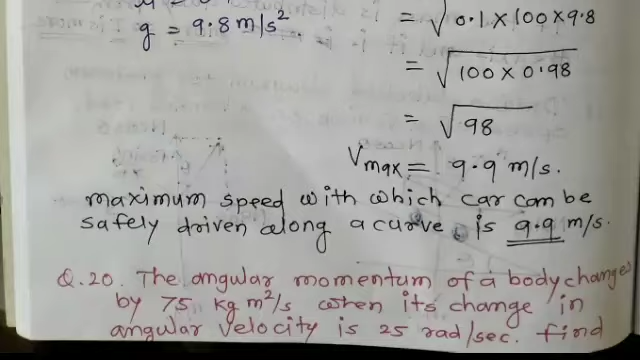 g = 9.8 m/s²
= √0.1 × 100 × 9.8
= √100 × 0.98
= √98
Vmax = 9.9 m/s.
maximum speed with which car can be
safely driven along a curve is 9.9 m/s.
Q.20. The angular momentum of a body changes
by 75 kg m²/s when its change in
angular velocity is 25 rad/sec. find